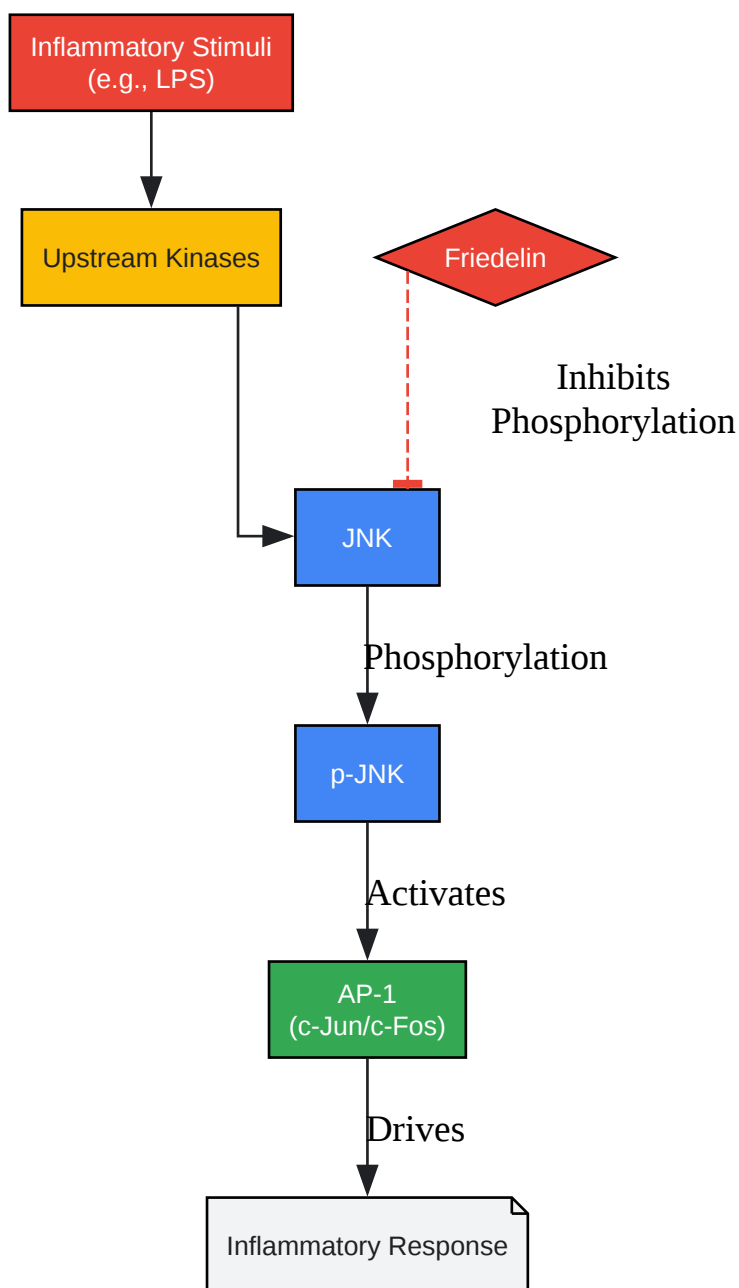 Inflammatory Stimuli
(e.g., LPS)
Upstream Kinases
Friedelin
Inhibits
Phosphorylation
JNK
Phosphorylation
p-JNK
Activates
AP-1
(c-Jun/c-Fos)
Drives
Inflammatory Response